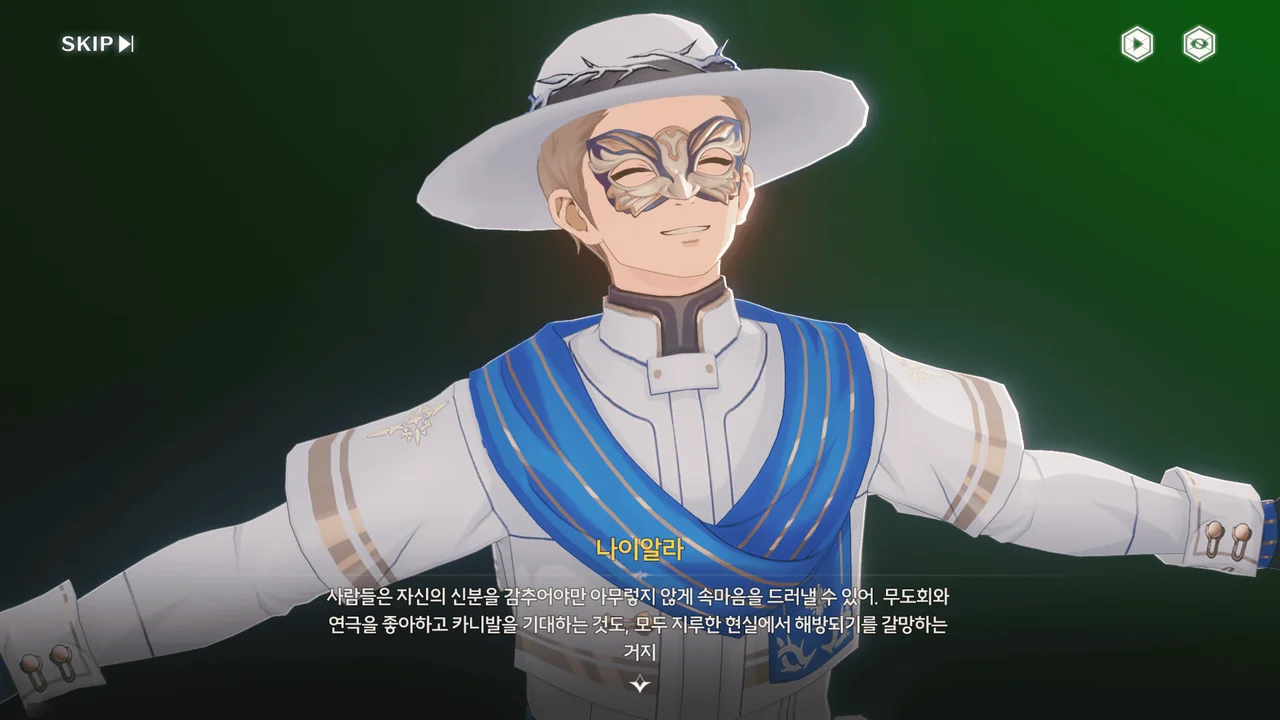 SKIP
나이알라
사람들은 자신의 신분을 감추어야만 아무렇지 않게 속마음을 드러낼 수 있어. 무도회와
연극을 좋아하고 카니발을 기대하는 것도, 모두 지루한 현실에서 해방되기를 갈망하는
거지